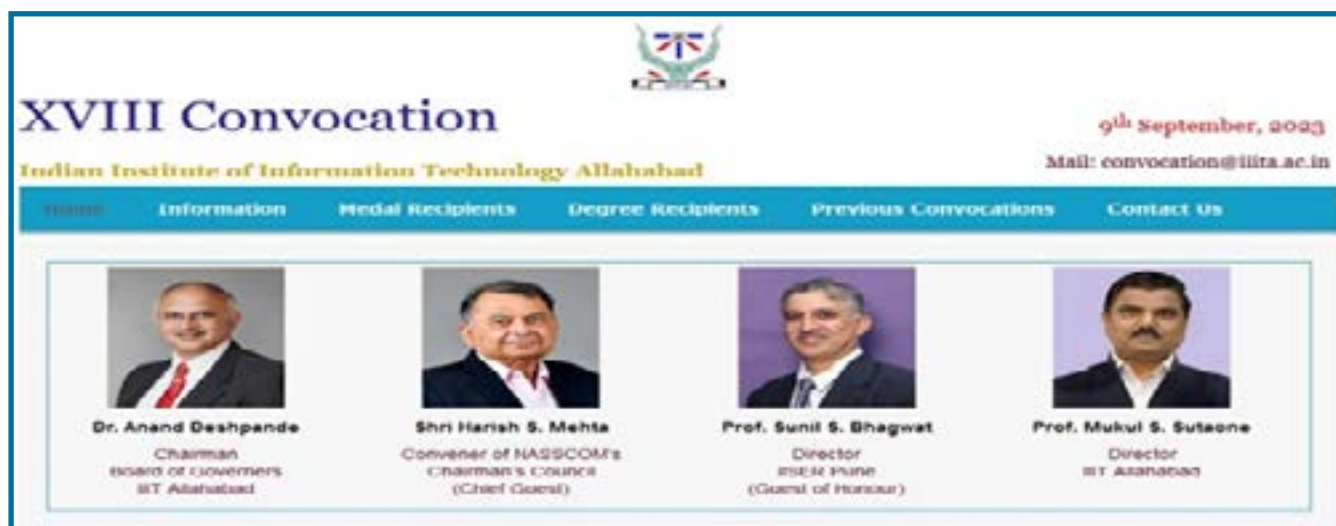 XVIII Convocation
9th September, 2023
Indian Institute of Information Technology Allahabad
Mail: convocation@iiita.ac.in
Home Information Medal Recipients Degree Recipients Previous Convocations Contact Us
Dr. Anand Deshpande
Chairman
Board of Governers
IIIT Allahabad
Shri Harish S. Mehta
Convener of NASSCOM's
Chairman's Council
(Chief Guest)
Prof. Sunil S. Bhagwat
Director
IISER Pune
(Guest of Honour)
Prof. Mukul S. Sutaone
Director
IIIT Allahabad